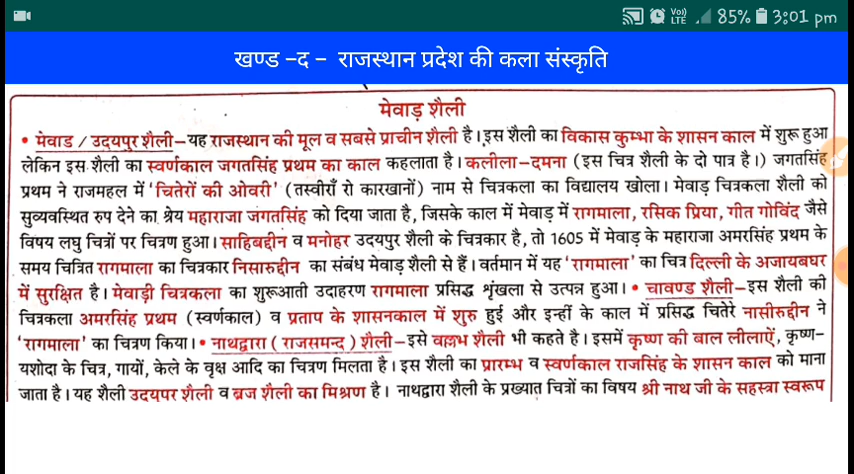 Vo))
LTE
85%
3:01 pm
खण्ड –द – राजस्थान प्रदेश की कला संस्कृति
मेवाड़ शैली
• मेवाड / उदयपुर शैली–यह राजस्थान की मूल व सबसे प्राचीन शैली है। इस शैली का विकास कुम्भा के शासन काल में शुरू हुआ
लेकिन इस शैली का स्वर्णकाल जगतसिंह प्रथम का काल कहलाता है। कलीला–दमना (इस चित्र शैली के दो पात्र है।) जगतसिंह
प्रथम ने राजमहल में 'चितेरों की ओवरी' (तस्वीराँ रो कारखानों) नाम से चित्रकला का विद्यालय खोला। मेवाड़ चित्रकला शैली को
सुव्यवस्थित रुप देने का श्रेय महाराजा जगतसिंह को दिया जाता है, जिसके काल में मेवाड़ में रागमाला, रसिक प्रिया, गीत गोविंद जैसे
विषय लघु चित्रों पर चित्रण हुआ। साहिबद्दीन व मनोहर उदयपुर शैली के चित्रकार है, तो 1605 में मेवाड़ के महाराजा अमरसिंह प्रथम के
समय चित्रित रागमाला का चित्रकार निसारुद्दीन का संबंध मेवाड़ शैली से हैं। वर्तमान में यह 'रागमाला' का चित्र दिल्ली के अजायबघर
में सुरक्षित है। मेवाड़ी चित्रकला का शुरूआती उदाहरण रागमाला प्रसिद्ध शृंखला से उत्पन्न हुआ। • चावण्ड शैली–इस शैली की
चित्रकला अमरसिंह प्रथम (स्वर्णकाल) व प्रताप के शासनकाल में शुरु हुई और इन्हीं के काल में प्रसिद्ध चितेरे नासीरुद्दीन ने
'रागमाला' का चित्रण किया। • नाथद्वारा ( राजसमन्द ) शैली–इसे वल्लभ शैली भी कहते है। इसमें कृष्ण की बाल लीलाऐं, कृष्ण–
यशोदा के चित्र, गायों, केले के वृक्ष आदि का चित्रण मिलता है। इस शैली का प्रारम्भ व स्वर्णकाल राजसिंह के शासन काल को माना
जाता है। यह शैली उदयपर शैली व ब्रज शैली का मिश्रण है। नाथद्वारा शैली के प्रख्यात चित्रों का विषय श्री नाथ जी के सहस्त्रा स्वरूप